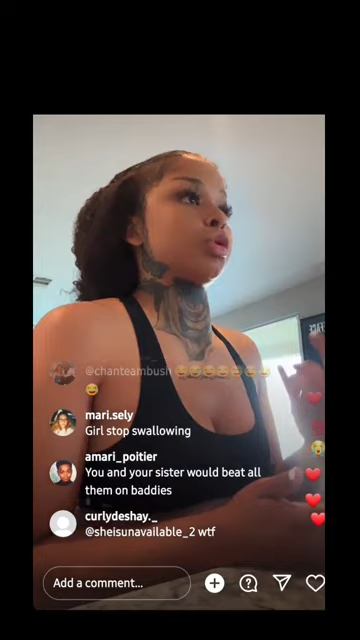 @chanteambush 😂😂😂😂😂😂😂
😂
mari.sely
Girl stop swallowing
amari_poitier
You and your sister would beat all
them on baddies
curlydeshay._
@sheisunavailable_2 wtf
Add a comment...